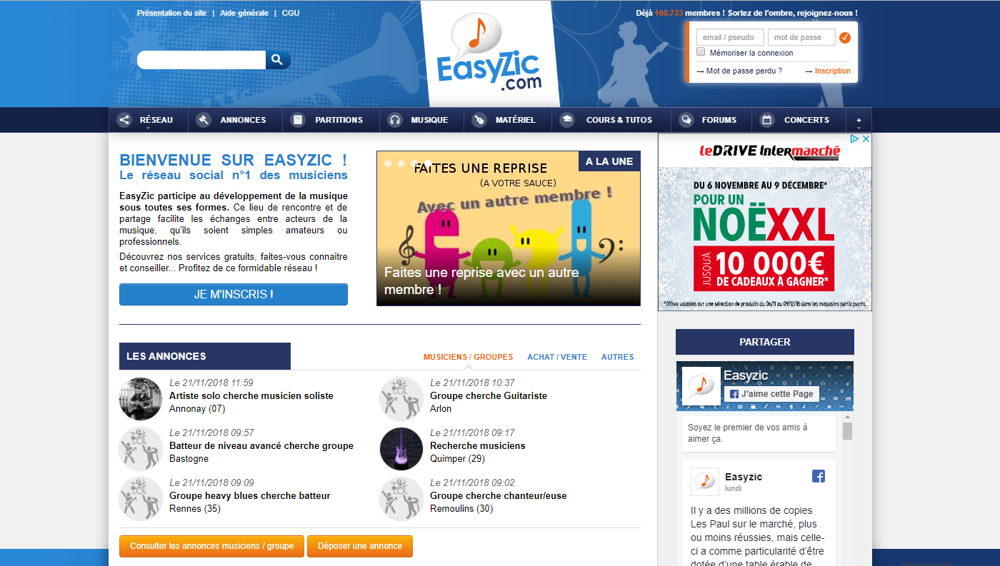 Présentation du site | Aide générale | CGU
Déjà 160.733 membres ! Sortez de l'ombre, rejoignez-nous !
email / pseudo
mot de passe
Mémoriser la connexion
→ Mot de passe perdu ?
→ Inscription
EasyZic
.com
RÉSEAU
ANNONCES
PARTITIONS
MUSIQUE
MATÉRIEL
COURS & TUTOS
FORUMS
CONCERTS
+
BIENVENUE SUR EASYZIC !
Le réseau social n°1 des musiciens
EasyZic participe au développement de la musique
sous toutes ses formes. Ce lieu de rencontre et de
partage facilite les échanges entre acteurs de la
musique, qu'ils soient simples amateurs ou
professionnels.
Découvrez nos services gratuits, faites-vous connaitre
et conseiller... Profitez de ce formidable réseau !
JE M'INSCRIS !
A LA UNE
FAITES UNE REPRISE
(A VOTRE SAUCE)
Avec un autre membre !
Faites une reprise avec un autre
membre !
leDRIVE Intermarché
DU 6 NOVEMBRE AU 9 DÉCEMBRE*
POUR UN
NOËXXL
JUSQU'À
10 000€
DE CADEAUX À GAGNER*
*Offres valables sur une sélection de produits du 06/11 au 09/12/18 dans les magasins participants.
LES ANNONCES
MUSICIENS / GROUPES
ACHAT / VENTE
AUTRES
Le 21/11/2018 11:59
Artiste solo cherche musicien soliste
Annonay (07)
Le 21/11/2018 10:37
Groupe cherche Guitariste
Arlon
Le 21/11/2018 09:57
Batteur de niveau avancé cherche groupe
Bastogne
Le 21/11/2018 09:17
Recherche musiciens
Quimper (29)
Le 21/11/2018 09:09
Groupe heavy blues cherche batteur
Rennes (35)
Le 21/11/2018 09:02
Groupe cherche chanteur/euse
Remoulins (30)
Consulter les annonces musiciens / groupe
Déposer une annonce
PARTAGER
Easyzic
J'aime cette Page
Soyez le premier de vos amis à
aimer ça.
Easyzic
lundi
Il y a des millions de copies
Les Paul sur le marché, plus
ou moins réussies, mais celle-
ci a comme particularité d'être
dotée d'une table érable de